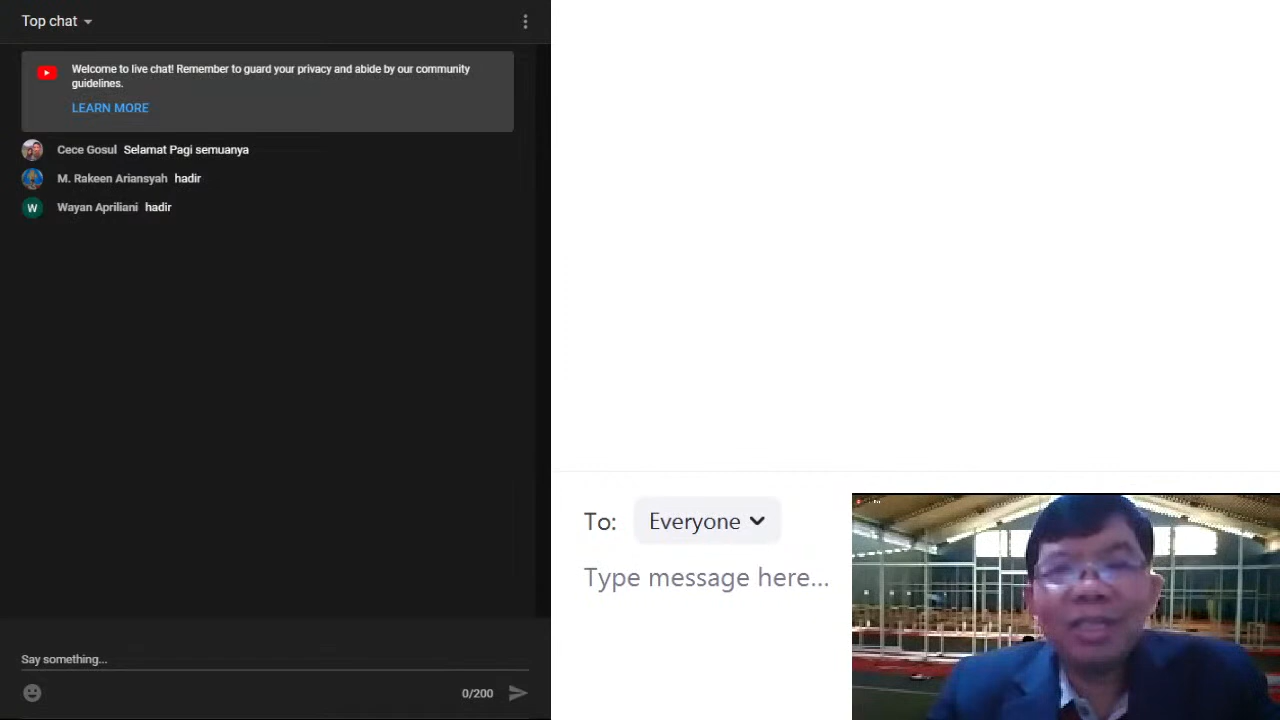 Top chat
Welcome to live chat! Remember to guard your privacy and abide by our community
guidelines.
LEARN MORE
Cece Gosul Selamat Pagi semuanya
M. Rakeen Ariansyah hadir
W Wayan Apriliani hadir
Say something...
0/200
To: Everyone
Type message here...